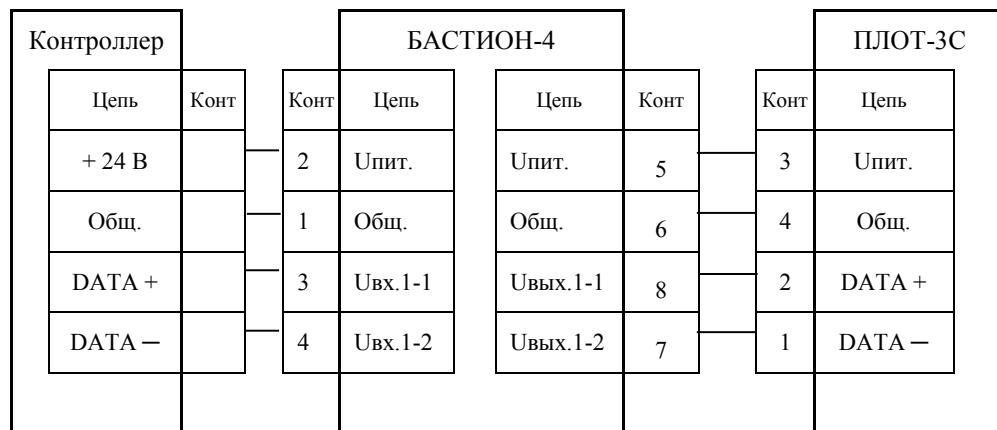 Контроллер БАСТИОН-4 ПЛОТ-3С
Цепь Конт Конт Цепь Цепь Конт Конт Цепь
+ 24 В 2 Uпит. Uпит. 5 3 Uпит.
Общ. 1 Общ. Общ. 6 4 Общ.
DATA + 3 Uвх.1-1 Uвых.1-1 8 2 DATA +
DATA — 4 Uвх.1-2 Uвых.1-2 7 1 DATA —